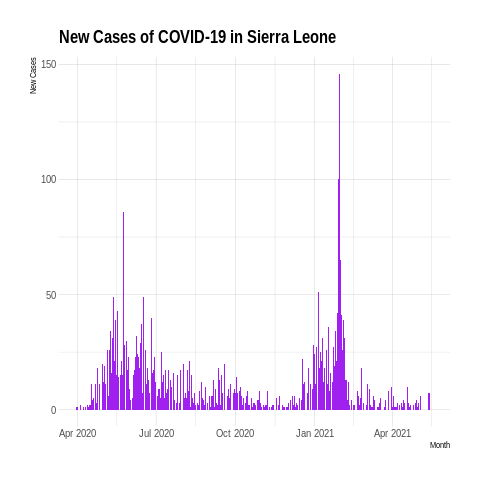 New Cases of COVID-19 in Sierra Leone
New Cases
150
100
50
0
Apr 2020 Jul 2020 Oct 2020 Jan 2021 Apr 2021
Month